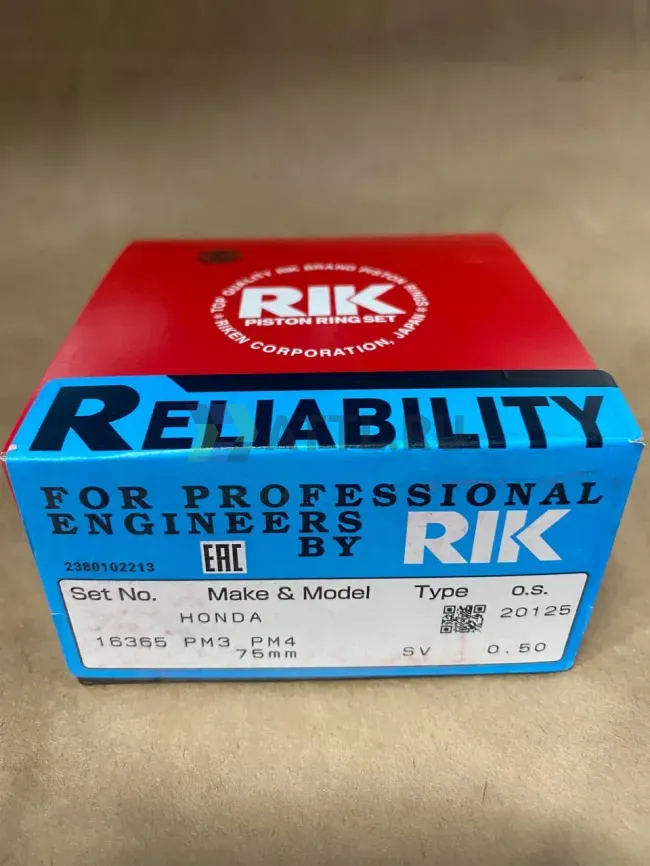 TOP QUALITY RIK BRAND PISTON RINGS
RIK
PISTON RING SET
RIKEN CORPORATION, JAPAN
RELIABILITY
FOR PROFESSIONAL
ENGINEERS
BY RIK
2380102213 EAC
Set No. Make & Model Type o.s.
HONDA 20125
16365 PM3 PM4
75mm SV 0.50